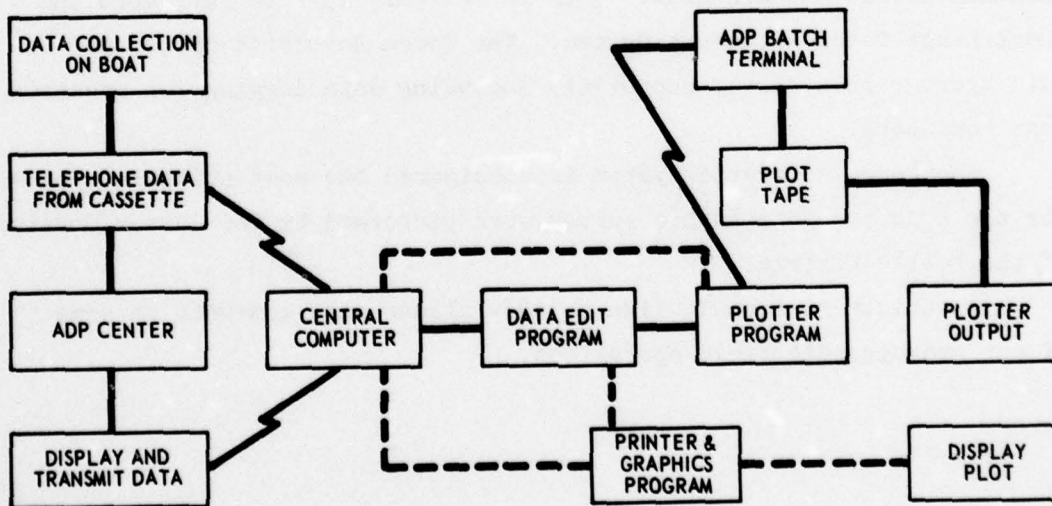 DATA COLLECTION
ON BOAT
ADP BATCH
TERMINAL
TELEPHONE DATA
FROM CASSETTE
PLOT
TAPE
ADP CENTER
CENTRAL
COMPUTER
DATA EDIT
PROGRAM
PLOTTER
PROGRAM
PLOTTER
OUTPUT
DISPLAY AND
TRANSMIT DATA
PRINTER &
GRAPHICS
PROGRAM
DISPLAY
PLOT